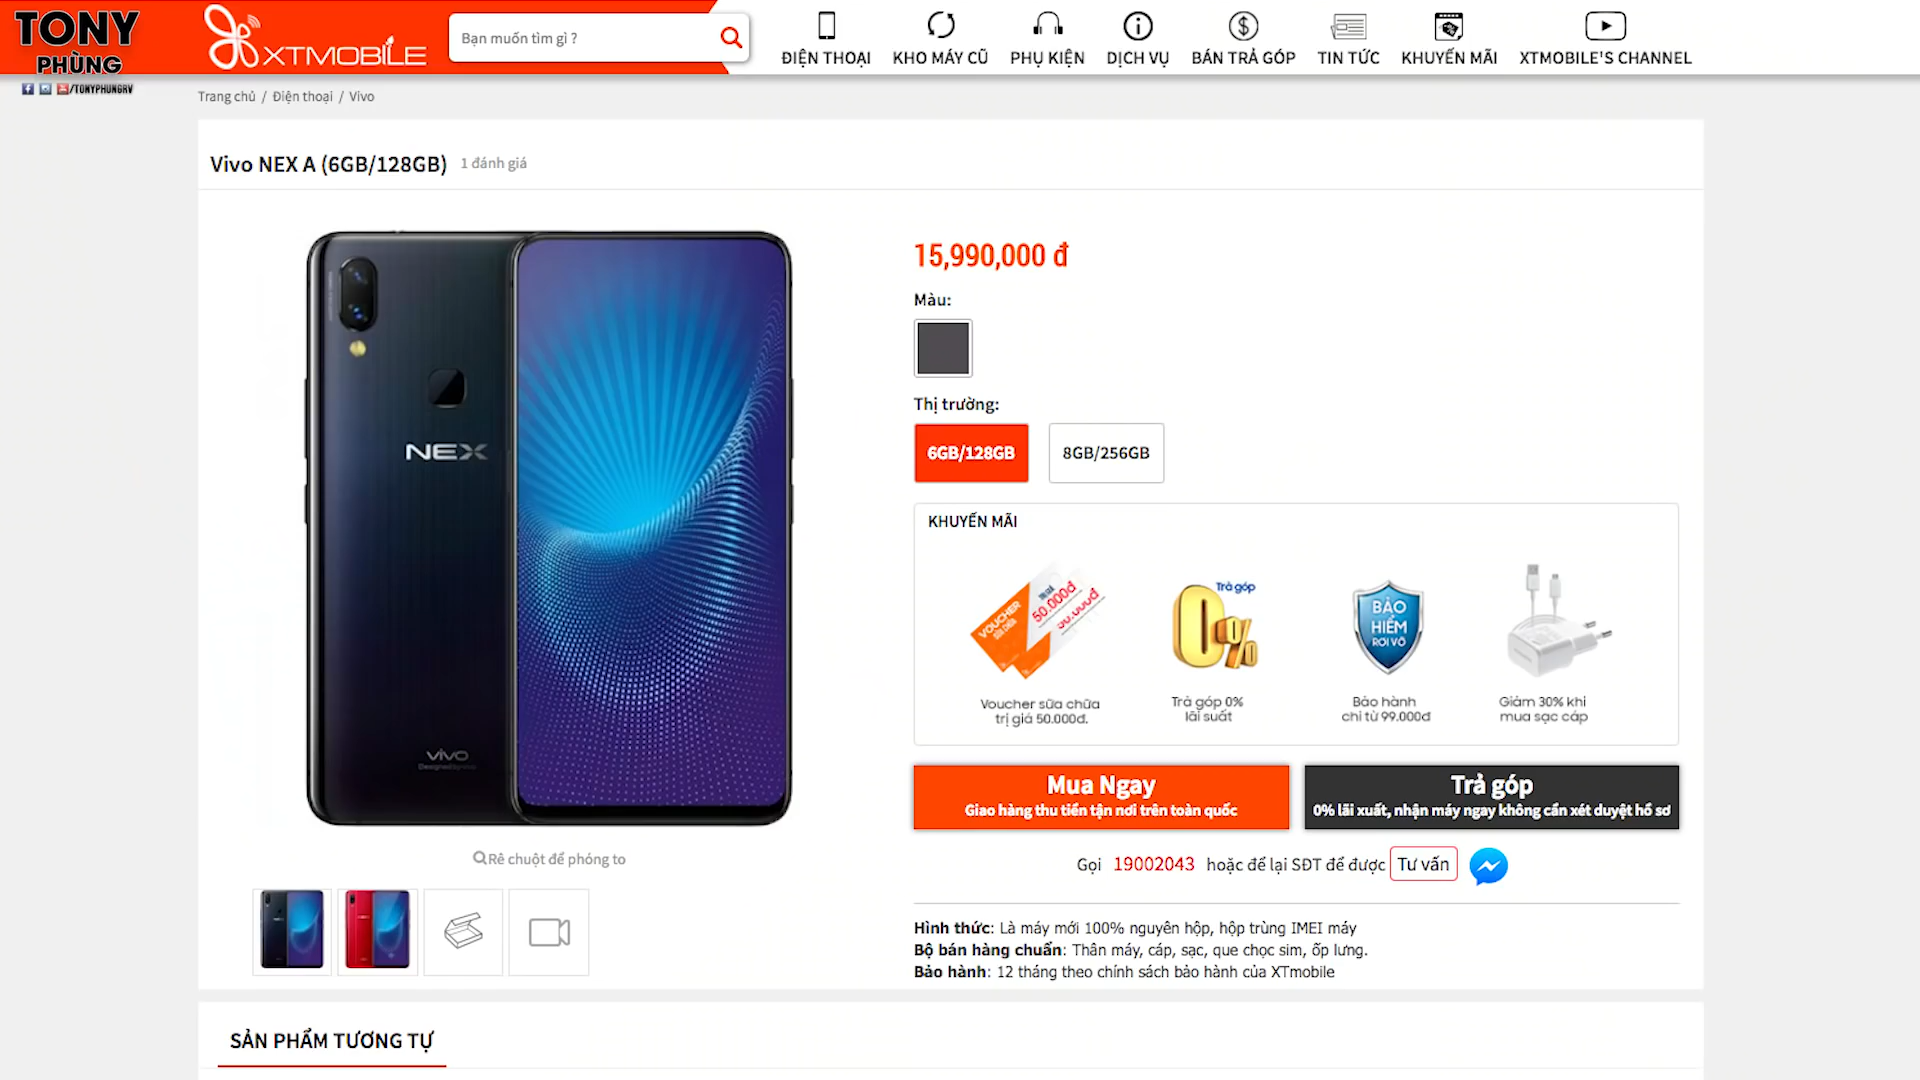 TONY
PHÙNG
/TONYPHUNGRV
XTMOBILE
Bạn muốn tìm gì ?
ĐIỆN THOẠI
KHO MÁY CŨ
PHỤ KIỆN
DỊCH VỤ
BÁN TRẢ GÓP
TIN TỨC
KHUYẾN MÃI
XTMOBILE'S CHANNEL
Trang chủ / Điện thoại / Vivo
Vivo NEX A (6GB/128GB) 1 đánh giá
NEX
vivo
15,990,000 đ
Màu:
Thị trường:
6GB/128GB
8GB/256GB
KHUYẾN MÃI
VOUCHER
SỬA CHỮA
TRỊ GIÁ
50.000đ
50.000đ
Trả góp
0%
BẢO
HIỂM
RƠI VỠ
Voucher sửa chữa
trị giá 50.000đ.
Trả góp 0%
lãi suất
Bảo hành
chỉ từ 99.000đ
Giảm 30% khi
mua sạc cáp
Mua Ngay
Giao hàng thu tiền tận nơi trên toàn quốc
Trả góp
0% lãi xuất, nhận máy ngay không cần xét duyệt hồ sơ
Gọi 19002043 hoặc để lại SĐT để được Tư vấn
Rê chuột để phóng to
Hình thức: Là máy mới 100% nguyên hộp, hộp trùng IMEI máy
Bộ bán hàng chuẩn: Thân máy, cáp, sạc, que chọc sim, ốp lưng.
Bảo hành: 12 tháng theo chính sách bảo hành của XTmobile
SẢN PHẨM TƯƠNG TỰ